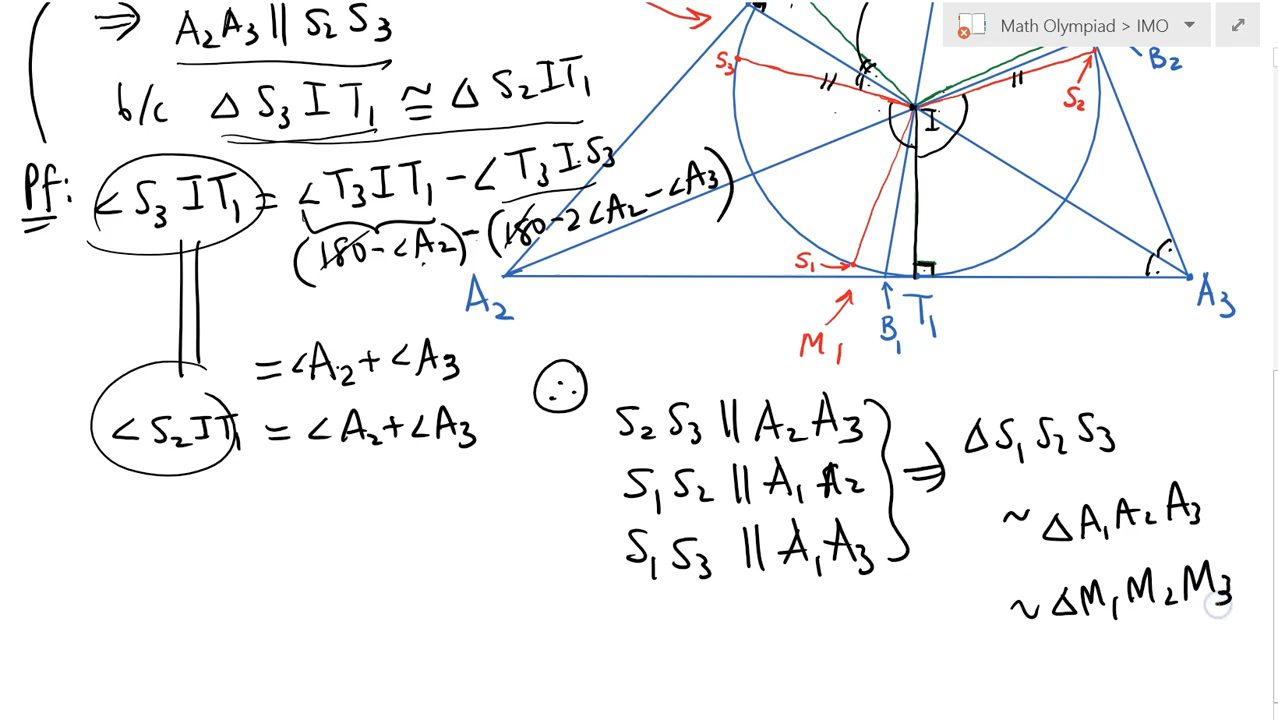 ⇒ A₂A₃ ∥ S₂S₃
b/c △S₃IT₁ ≅ △S₂IT₁
Pf: ∠S₃IT₁ = ∠T₃IT₁ - ∠T₃IS₃
(180-∠A₂) - (180-2∠A₂-∠A₃)
= ∠A₂+∠A₃
∠S₂IT₁ = ∠A₂+∠A₃
∴
S₂S₃ ∥ A₂A₃
S₁S₂ ∥ A₁A₂
S₁S₃ ∥ A₁A₃
⇒ △S₁S₂S₃
~ △A₁A₂A₃
~ △M₁M₂M₃
Math Olympiad > IMO
S₃
B₂
S₂
I
S₁
A₂
M₁
B₁
T₁
A₃